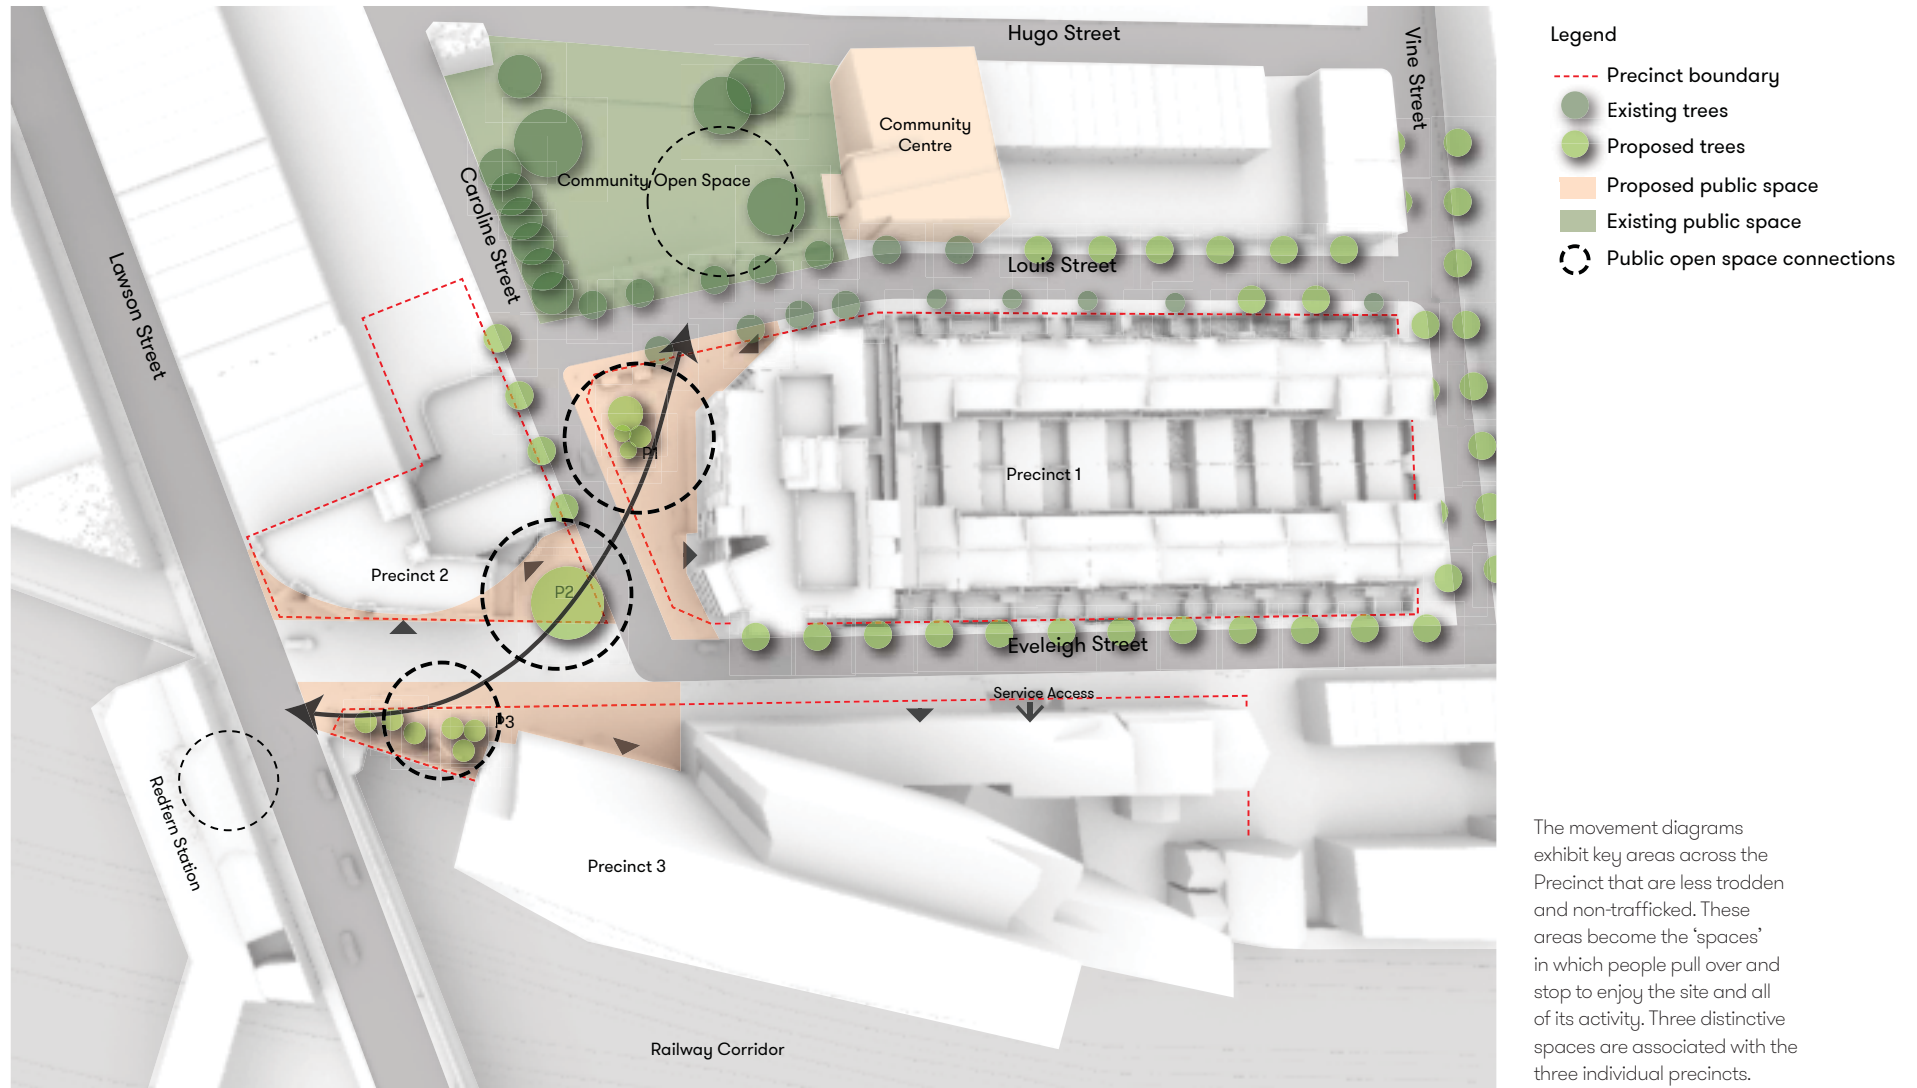 Hugo Street
Vine Street
Community
Centre
Community Open Space
Caroline Street
Louis Street
Lawson Street
P1
Precinct 1
Precinct 2
P2
Eveleigh Street
Service Access
P3
Redfern Station
Precinct 3
Railway Corridor
Legend
Precinct boundary
Existing trees
Proposed trees
Proposed public space
Existing public space
Public open space connections
The movement diagrams
exhibit key areas across the
Precinct that are less trodden
and non-trafficked. These
areas become the ‘spaces’
in which people pull over and
stop to enjoy the site and all
of its activity. Three distinctive
spaces are associated with the
three individual precincts.